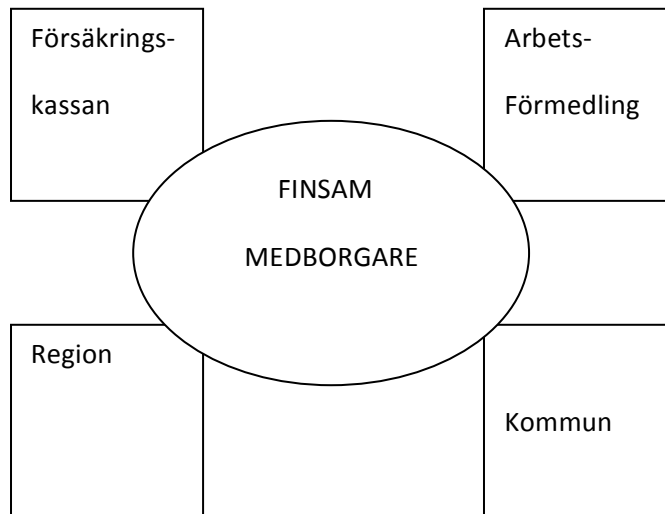 Försäkrings-
kassan
Arbets-
Förmedling
FINSAM
MEDBORGARE
Region
Kommun